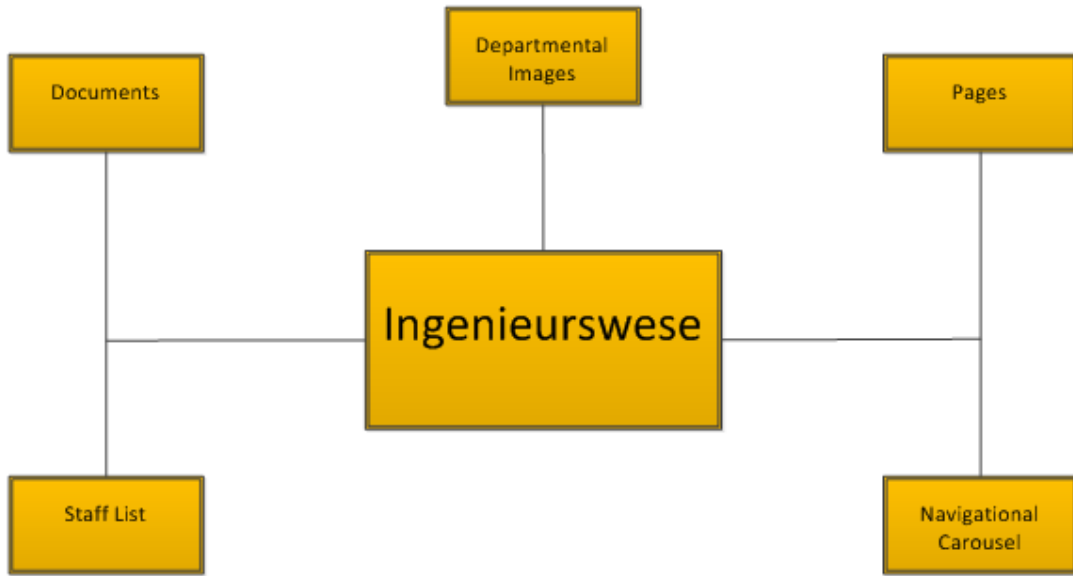 Departmental
Images
Documents
Pages
Ingenieurswese
Staff List
Navigational
Carousel